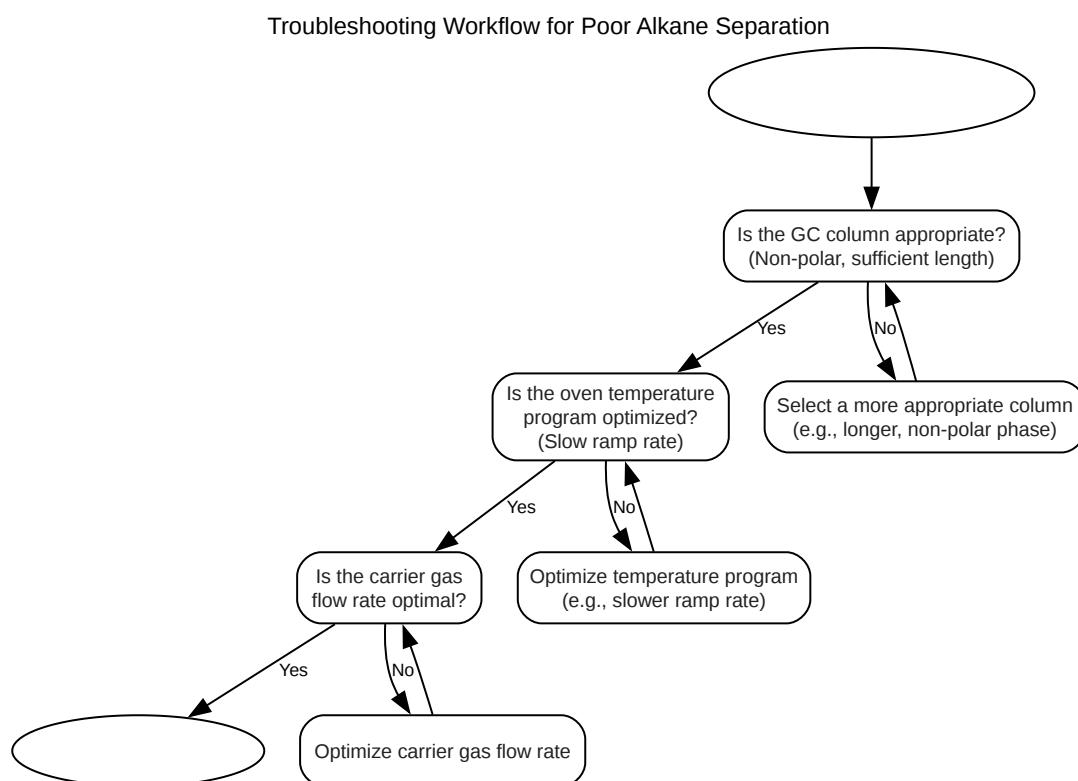 Troubleshooting Workflow for Poor Alkane Separation
Is the GC column appropriate?
(Non-polar, sufficient length)
Yes
No
Is the oven temperature
program optimized?
(Slow ramp rate)
Select a more appropriate column
(e.g., longer, non-polar phase)
Yes
No
Is the carrier gas
flow rate optimal?
Optimize temperature program
(e.g., slower ramp rate)
Yes
No
Optimize carrier gas flow rate